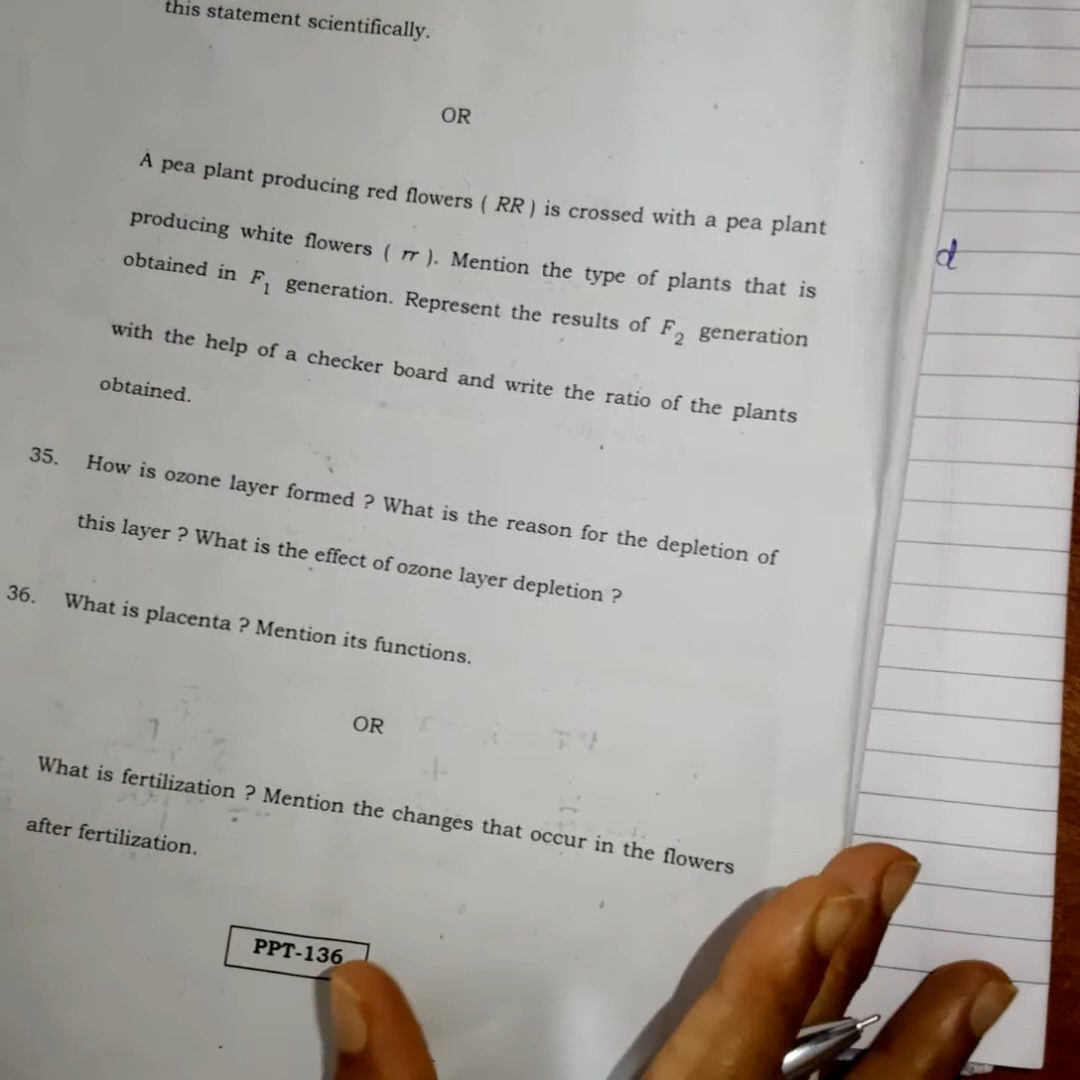 this statement scientifically.
OR
A pea plant producing red flowers ( RR ) is crossed with a pea plant
producing white flowers ( rr ). Mention the type of plants that is
obtained in F1 generation. Represent the results of F2 generation
with the help of a checker board and write the ratio of the plants
obtained.
35. How is ozone layer formed ? What is the reason for the depletion of
this layer ? What is the effect of ozone layer depletion ?
36. What is placenta ? Mention its functions.
OR
What is fertilization ? Mention the changes that occur in the flowers
after fertilization.
PPT-136
d